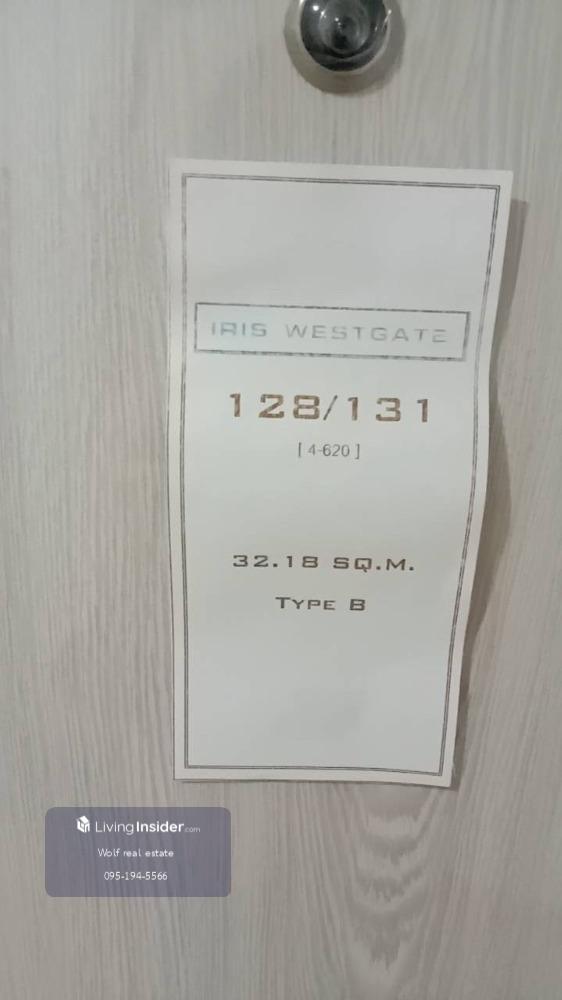 IRIS WESTGATE
128/131
[ 4-620 ]
32.18 SQ.M.
TYPE B
LivingInsider.com
Wolf real estate
095-194-5566